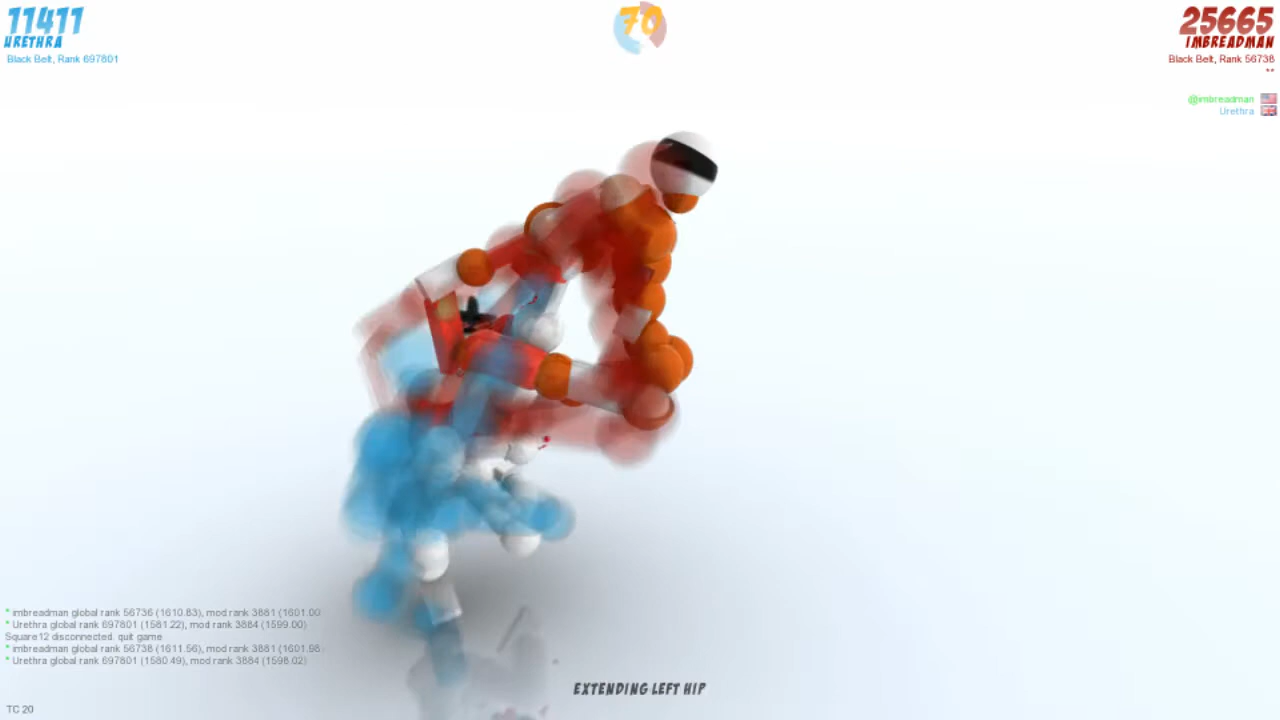 11411
URETHRA
Black Belt, Rank 697801
70
25665
IMBREADMAN
Black Belt, Rank 56738
@imbreadman
Urethra
* imbreadman global rank 56736 (1610.83), mod rank 3881 (1601.00
* Urethra global rank 697801 (1581.22), mod rank 3884 (1599.00)
Square12 disconnected. quit game
* imbreadman global rank 56738 (1611.56), mod rank 3881 (1601.98
* Urethra global rank 697801 (1580.49), mod rank 3884 (1598.02)
EXTENDING LEFT HIP
TC 20